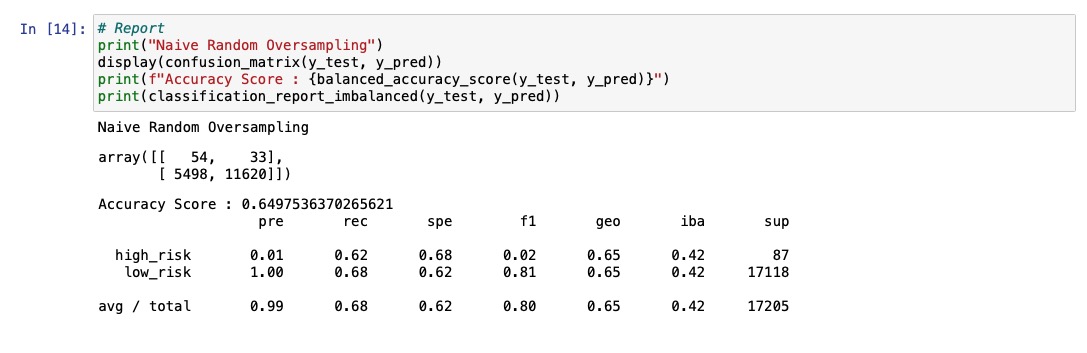 In [14]: # Report
print("Naive Random Oversampling")
display(confusion_matrix(y_test, y_pred))
print(f"Accuracy Score : {balanced_accuracy_score(y_test, y_pred)}")
print(classification_report_imbalanced(y_test, y_pred))
Naive Random Oversampling
array([[   54,    33],
       [ 5498, 11620]])
Accuracy Score : 0.6497536370265621
                   pre       rec       spe        f1       geo       iba       sup
  high_risk       0.01      0.62      0.68      0.02      0.65      0.42        87
   low_risk       1.00      0.68      0.62      0.81      0.65      0.42     17118
avg / total       0.99      0.68      0.62      0.80      0.65      0.42     17205